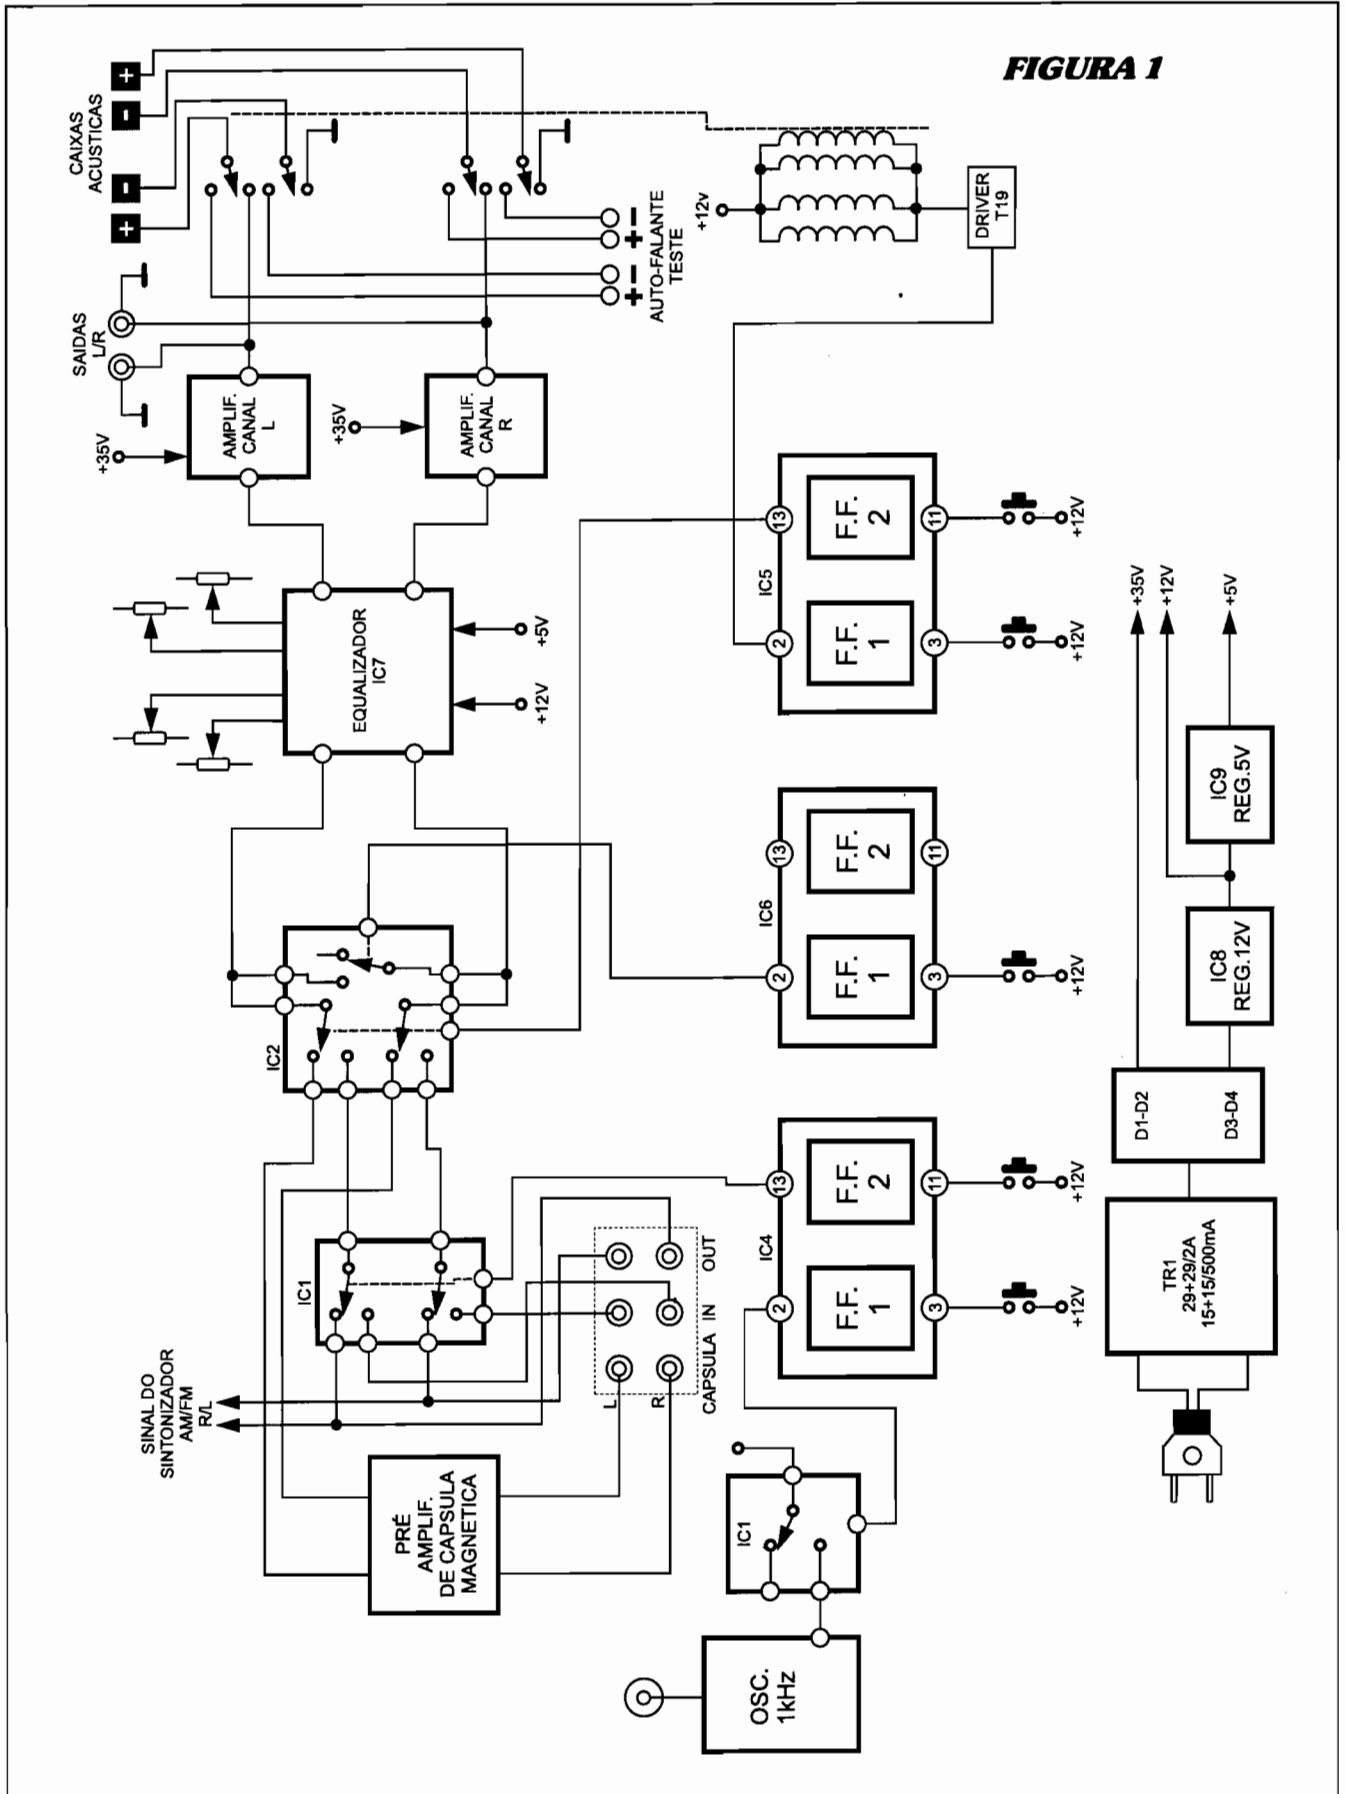 FIGURA 1
CAIXAS
ACUSTICAS
+
-
-
+
SAIDAS
L/R
+35V
AMPLIF.
CANAL
L
+35V
AMPLIF.
CANAL
R
AUTO-FALANTE
TESTE
+ -
+ -
+12v
DRIVER
T19
EQUALIZADOR
IC7
+12V
+5V
IC5
2
F.F.
1
3
+12V
13
F.F.
2
11
+12V
IC2
IC6
2
F.F.
1
3
+12V
13
F.F.
2
11
IC1
SINAL DO
SINTONIZADOR
AM/FM
R/L
PRÉ
AMPLIF.
DE CAPSULA
MAGNETICA
L
R
CAPSULA IN OUT
IC4
2
F.F.
1
3
+12V
13
F.F.
2
11
+12V
IC1
OSC.
1kHz
TR1
29+29/2A
15+15/500mA
D1-D2
D3-D4
IC8
REG.12V
IC9
REG.5V
+35V
+12V
+5V